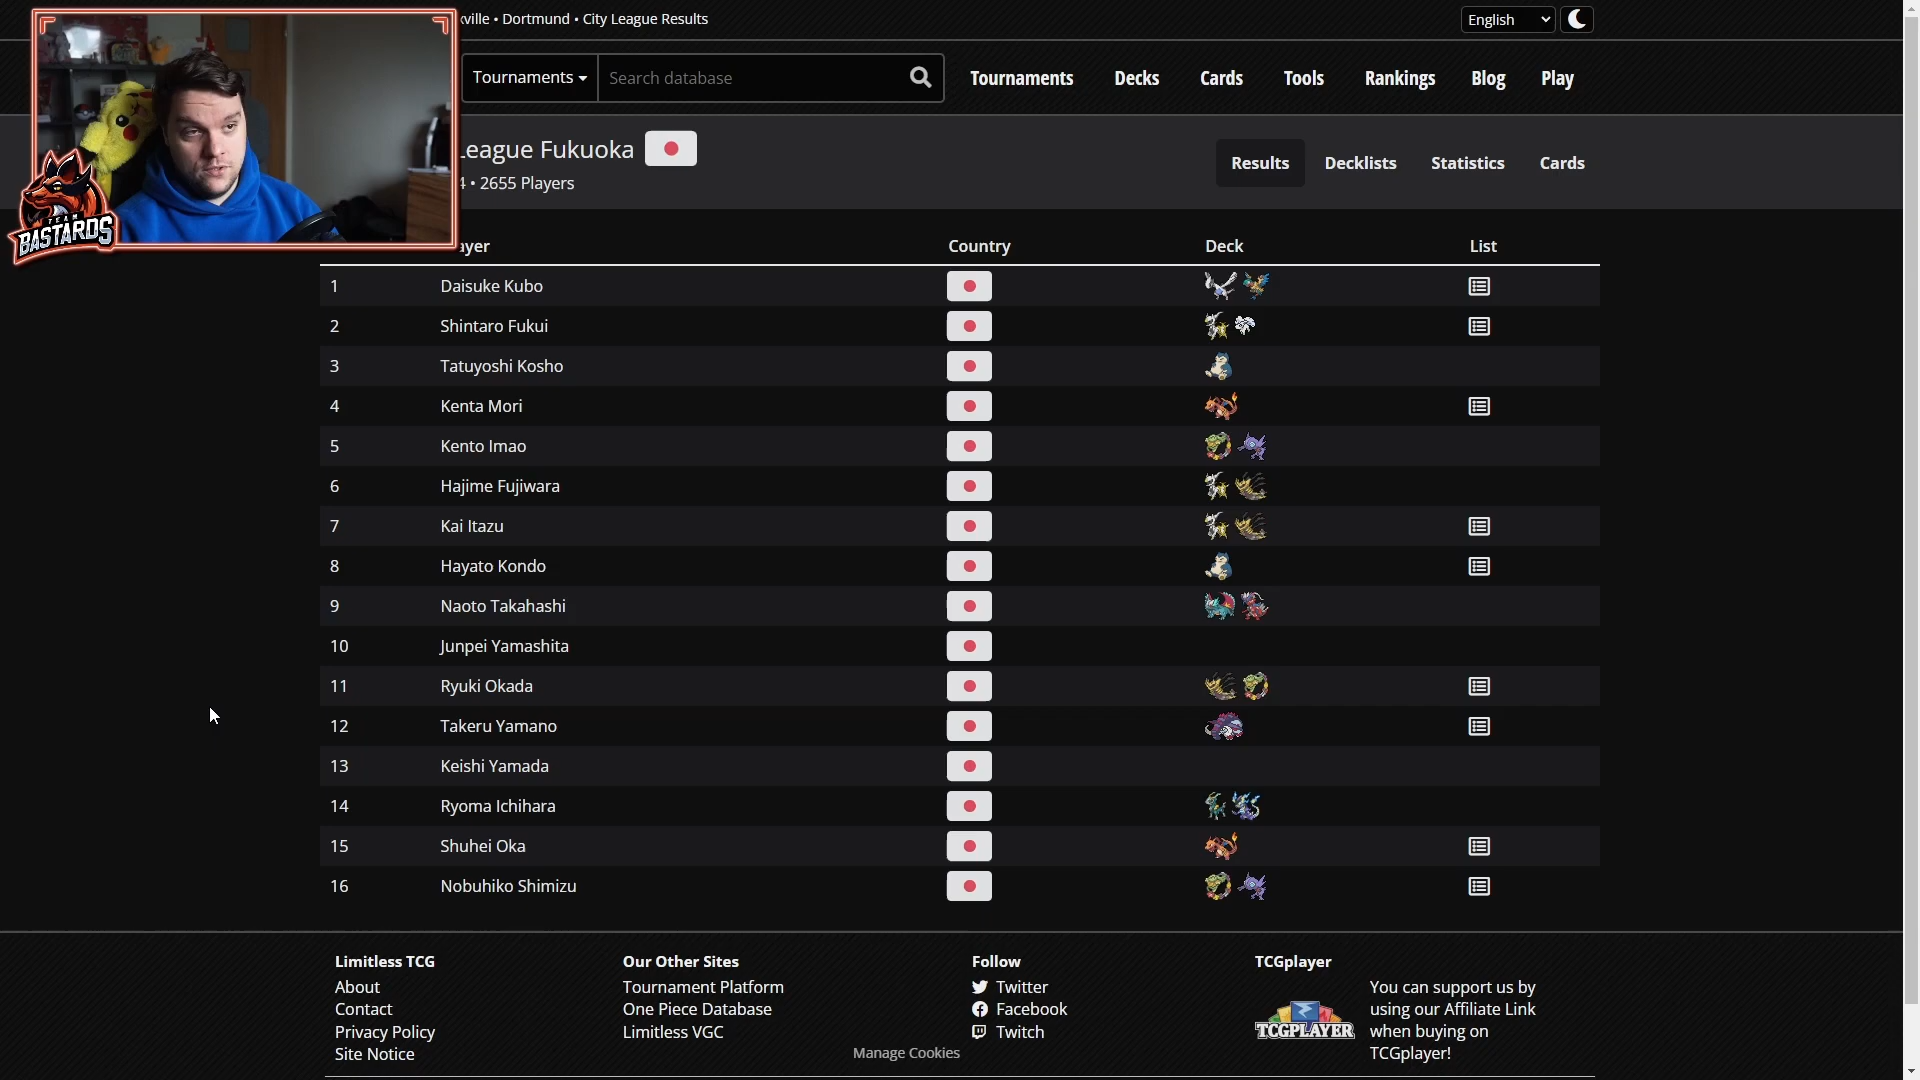 ville • Dortmund • City League Results
English
Tournaments
Search database
Tournaments
Decks
Cards
Tools
Rankings
Blog
Play
League Fukuoka
4 • 2655 Players
Results
Decklists
Statistics
Cards
TEAM
BASTARDS
ayer
Country
Deck
List
1 Daisuke Kubo
2 Shintaro Fukui
3 Tatuyoshi Kosho
4 Kenta Mori
5 Kento Imao
6 Hajime Fujiwara
7 Kai Itazu
8 Hayato Kondo
9 Naoto Takahashi
10 Junpei Yamashita
11 Ryuki Okada
12 Takeru Yamano
13 Keishi Yamada
14 Ryoma Ichihara
15 Shuhei Oka
16 Nobuhiko Shimizu
Limitless TCG
About
Contact
Privacy Policy
Site Notice
Our Other Sites
Tournament Platform
One Piece Database
Limitless VGC
Manage Cookies
Follow
Twitter
Facebook
Twitch
TCGplayer
TCGPLAYER
You can support us by
using our Affiliate Link
when buying on
TCGplayer!